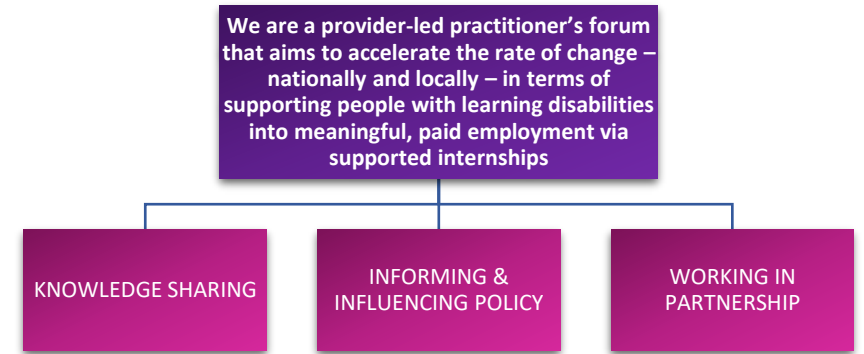 We are a provider-led practitioner’s forum
that aims to accelerate the rate of change –
nationally and locally – in terms of
supporting people with learning disabilities
into meaningful, paid employment via
supported internships
KNOWLEDGE SHARING
INFORMING &
INFLUENCING POLICY
WORKING IN
PARTNERSHIP